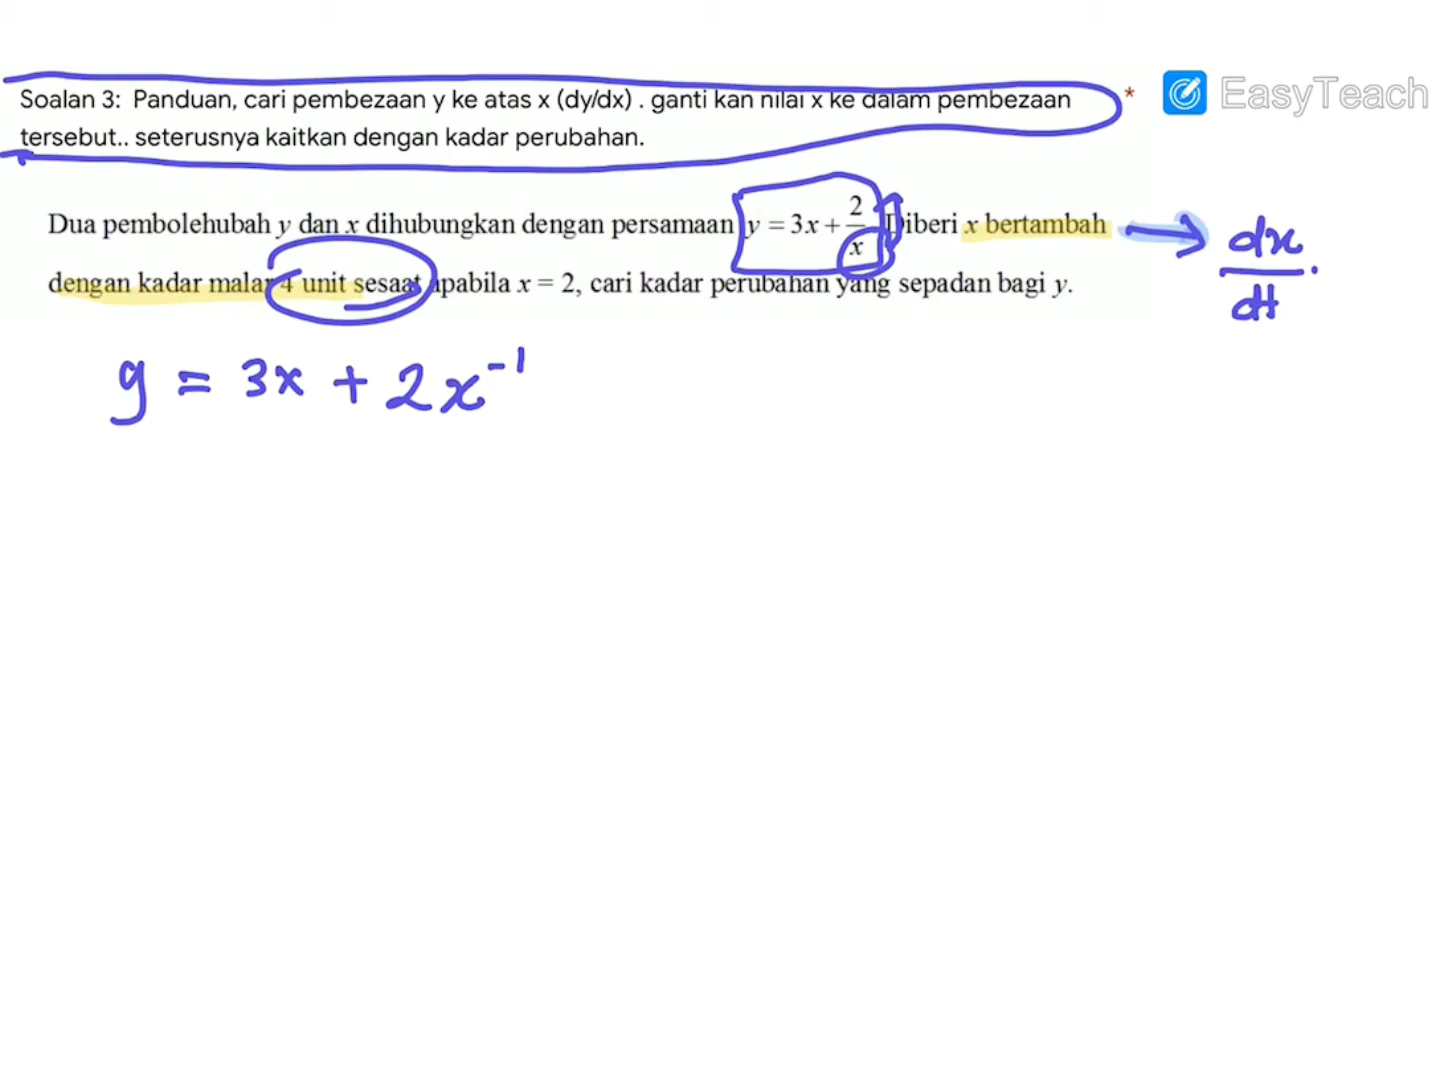 Soalan 3: Panduan, cari pembezaan y ke atas x (dy/dx) . ganti kan nilai x ke dalam pembezaan *
tersebut.. seterusnya kaitkan dengan kadar perubahan.
EasyTeach
Dua pembolehubah y dan x dihubungkan dengan persamaan y = 3x + 2/x. Diberi x bertambah → dx/dt
dengan kadar malar 4 unit sesaat apabila x = 2, cari kadar perubahan yang sepadan bagi y.
y = 3x + 2x⁻¹